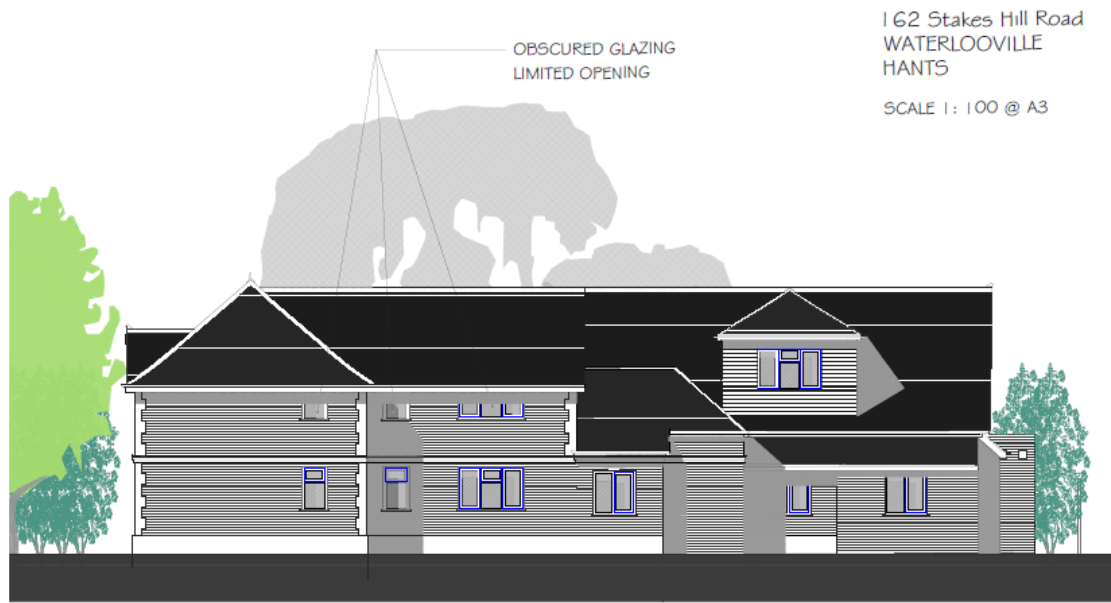 162 Stakes Hill Road
WATERLOOVILLE
HANTS
SCALE 1:100 @ A3
OBSCURED GLAZING
LIMITED OPENING